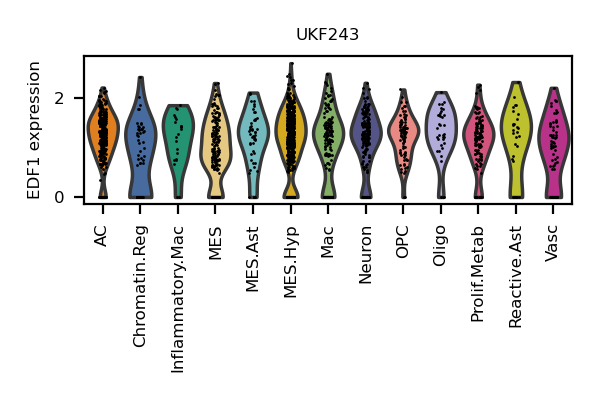 UKF243
EDF1 expression
2
0
AC
Chromatin.Reg
Inflammatory.Mac
MES
MES.Ast
MES.Hyp
Mac
Neuron
OPC
Oligo
Prolif.Metab
Reactive.Ast
Vasc